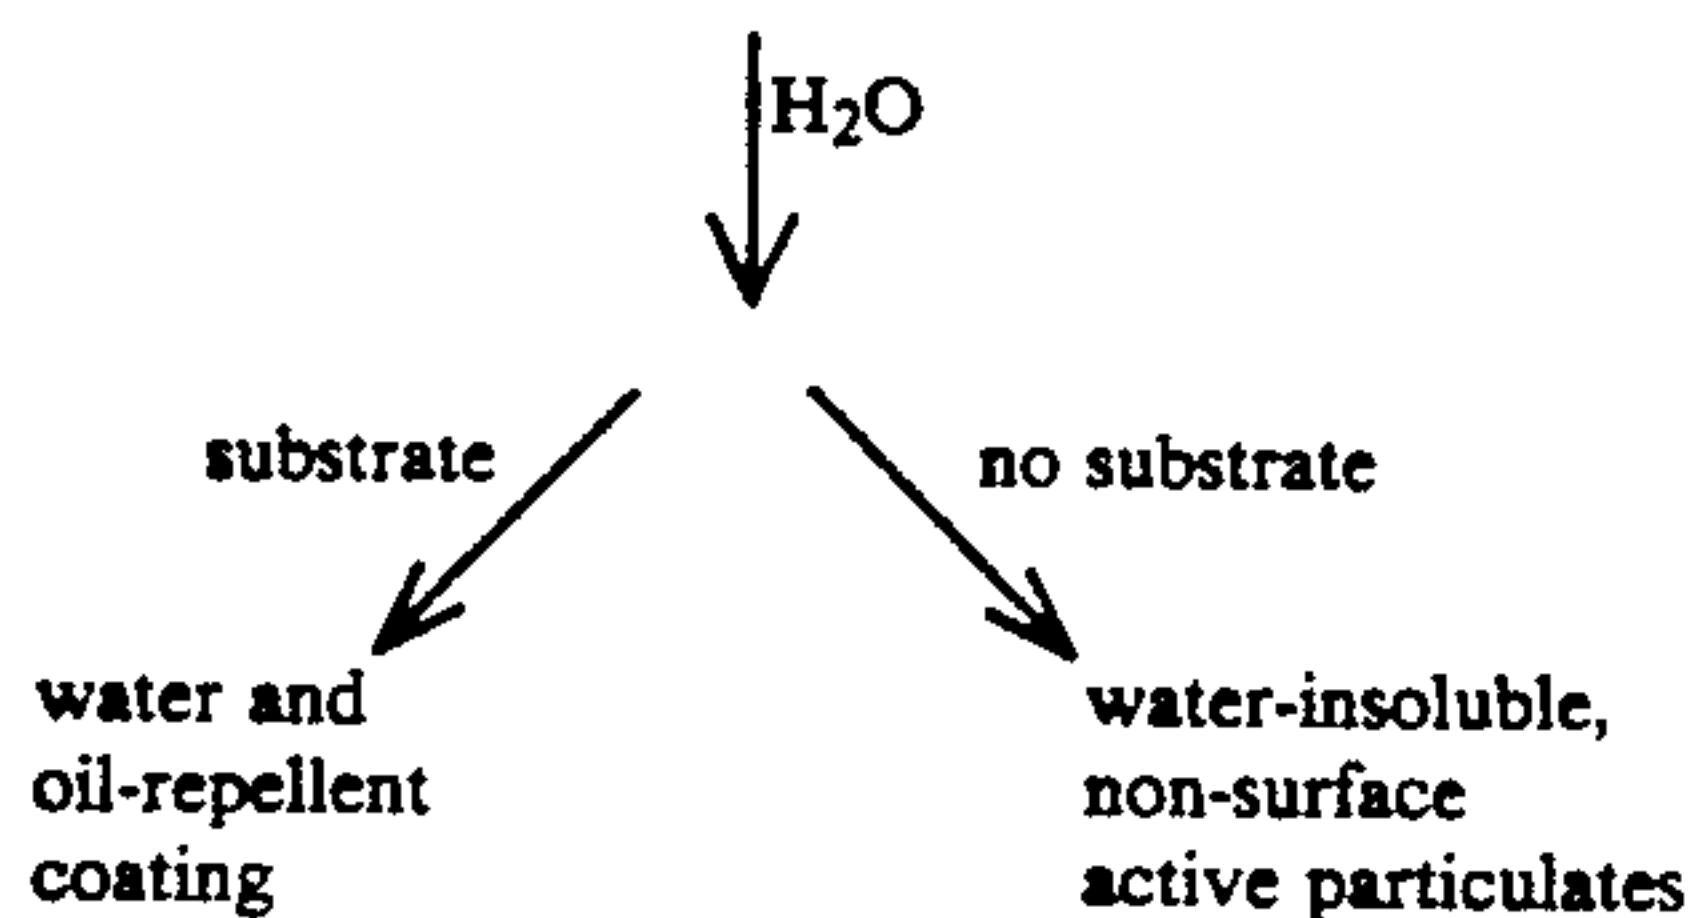 H₂O
substrate
no substrate
water and
oil-repellent
coating
water-insoluble,
non-surface
active particulates